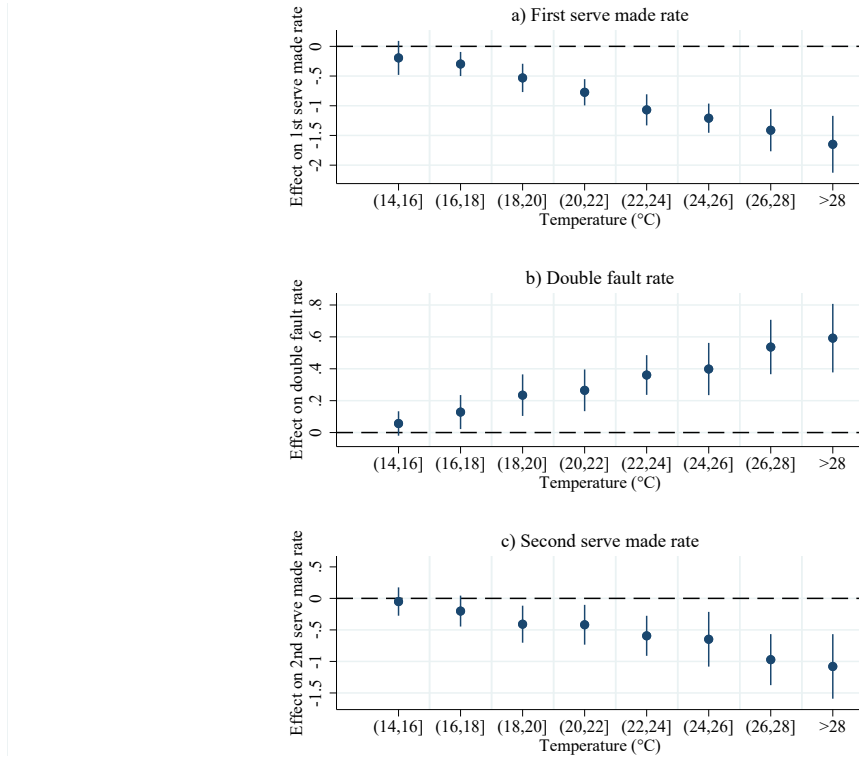 a) First serve made rate
Effect on 1st serve made rate
0
-.5
-1
-1.5
-2
(14,16] (16,18] (18,20] (20,22] (22,24] (24,26] (26,28] >28
Temperature (°C)
b) Double fault rate
Effect on double fault rate
.8
.6
.4
.2
0
(14,16] (16,18] (18,20] (20,22] (22,24] (24,26] (26,28] >28
Temperature (°C)
c) Second serve made rate
Effect on 2nd serve made rate
.5
0
-.5
-1
-1.5
(14,16] (16,18] (18,20] (20,22] (22,24] (24,26] (26,28] >28
Temperature (°C)